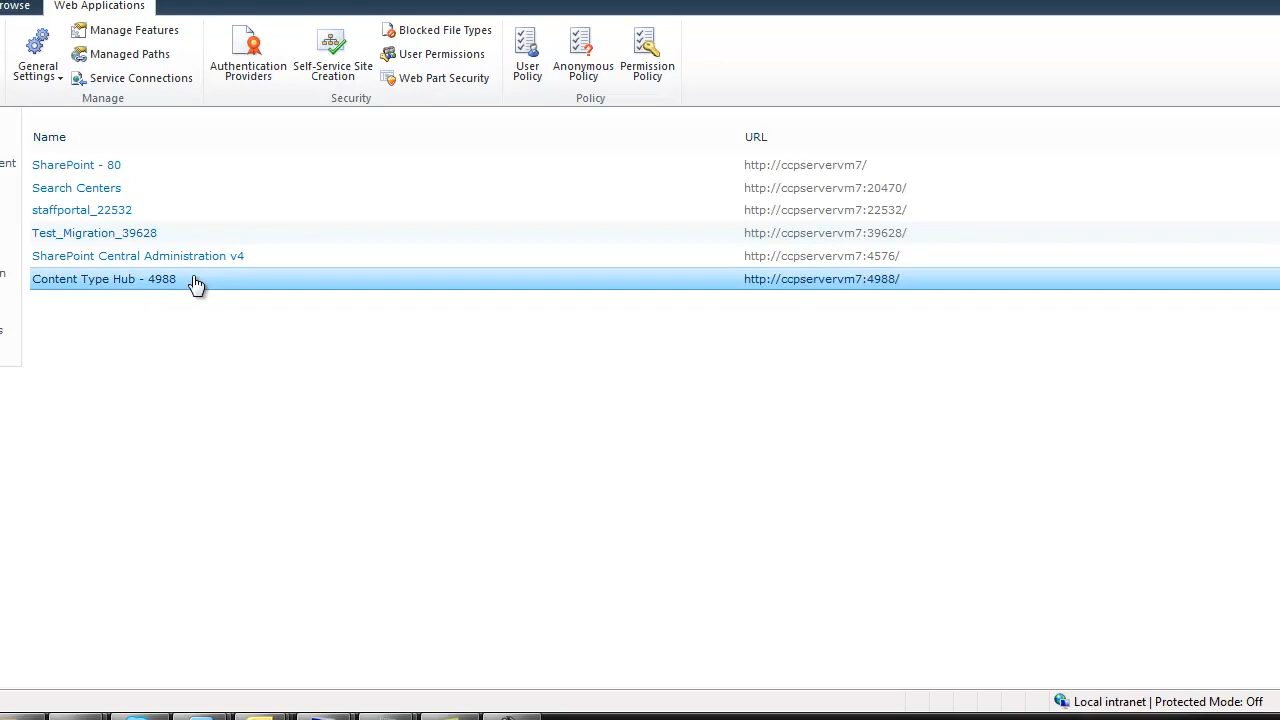 rowse
Web Applications
General Settings
Manage Features
Managed Paths
Service Connections
Manage
Authentication Providers
Self-Service Site Creation
Blocked File Types
User Permissions
Web Part Security
Security
User Policy
Anonymous Policy
Permission Policy
Policy
ent
n
s
Name URL
SharePoint - 80 http://ccpservervm7/
Search Centers http://ccpservervm7:20470/
staffportal_22532 http://ccpservervm7:22532/
Test_Migration_39628 http://ccpservervm7:39628/
SharePoint Central Administration v4 http://ccpservervm7:4576/
Content Type Hub - 4988 http://ccpservervm7:4988/
Local intranet | Protected Mode: Off